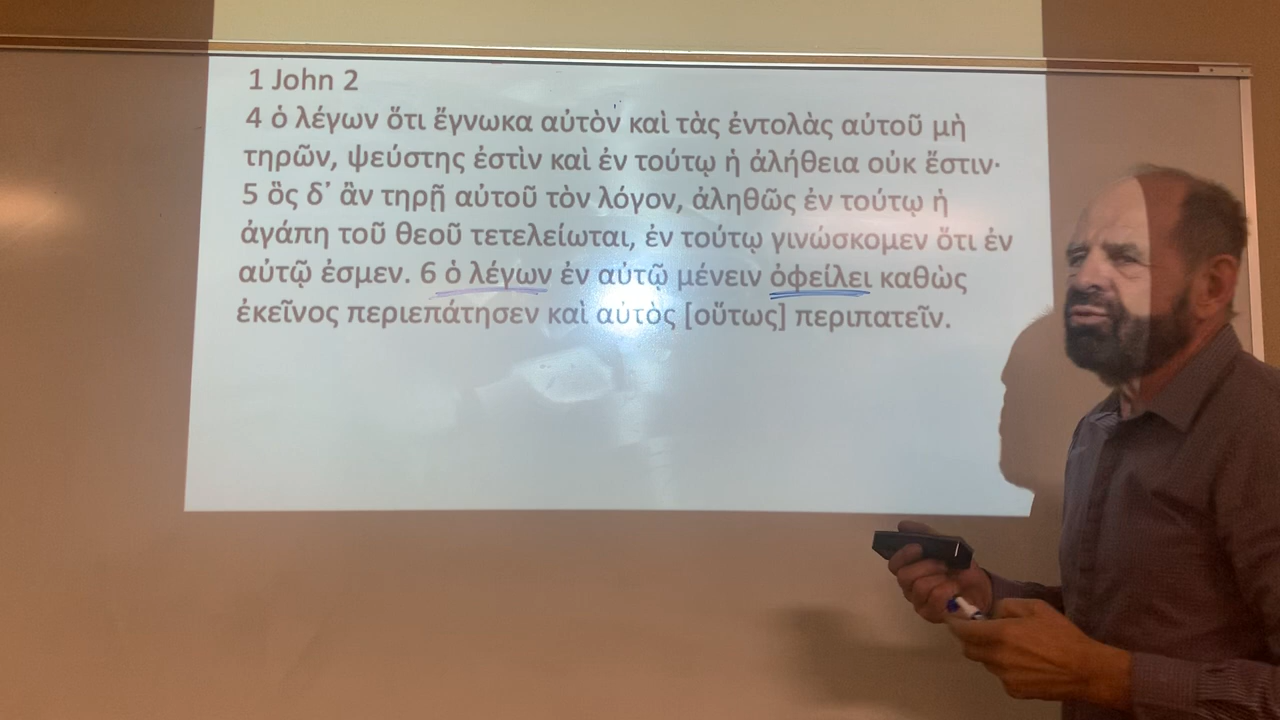 1 John 2
4 ὁ λέγων ὅτι ἔγνωκα αὐτὸν καὶ τὰς ἐντολὰς αὐτοῦ μὴ
τηρῶν, ψεύστης ἐστὶν καὶ ἐν τούτῳ ἡ ἀλήθεια οὐκ ἔστιν·
5 ὃς δ᾽ ἂν τηρῇ αὐτοῦ τὸν λόγον, ἀληθῶς ἐν τούτῳ ἡ
ἀγάπη τοῦ θεοῦ τετελείωται, ἐν τούτῳ γινώσκομεν ὅτι ἐν
αὐτῷ ἐσμεν. 6 ὁ λέγων ἐν αὐτῷ μένειν ὀφείλει καθὼς
ἐκεῖνος περιεπάτησεν καὶ αὐτὸς [οὕτως] περιπατεῖν.